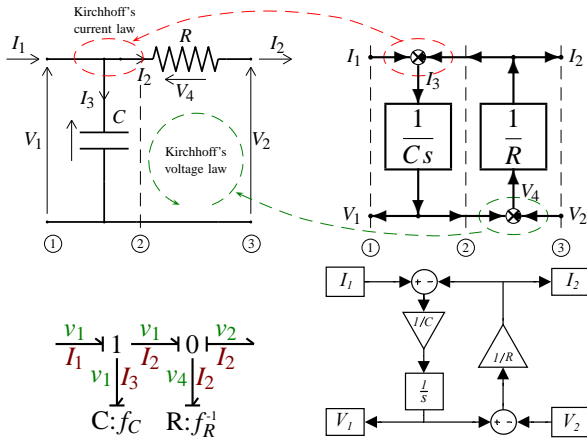 Kirchhoff's
current law
I1 R I2
I2
I3 V4
C
V1 V2
Kirchhoff's
voltage law
1 2 3
I1 I2
I3
1 1
Cs R
V4
V1 V2
1 2 3
v1 v1 v2
1 0
I1 I2 I2
v1 I3 v4 I2
C: fC R: fR-1
I1 + - I2
1/C
1/R
1
s
V1 + - V2